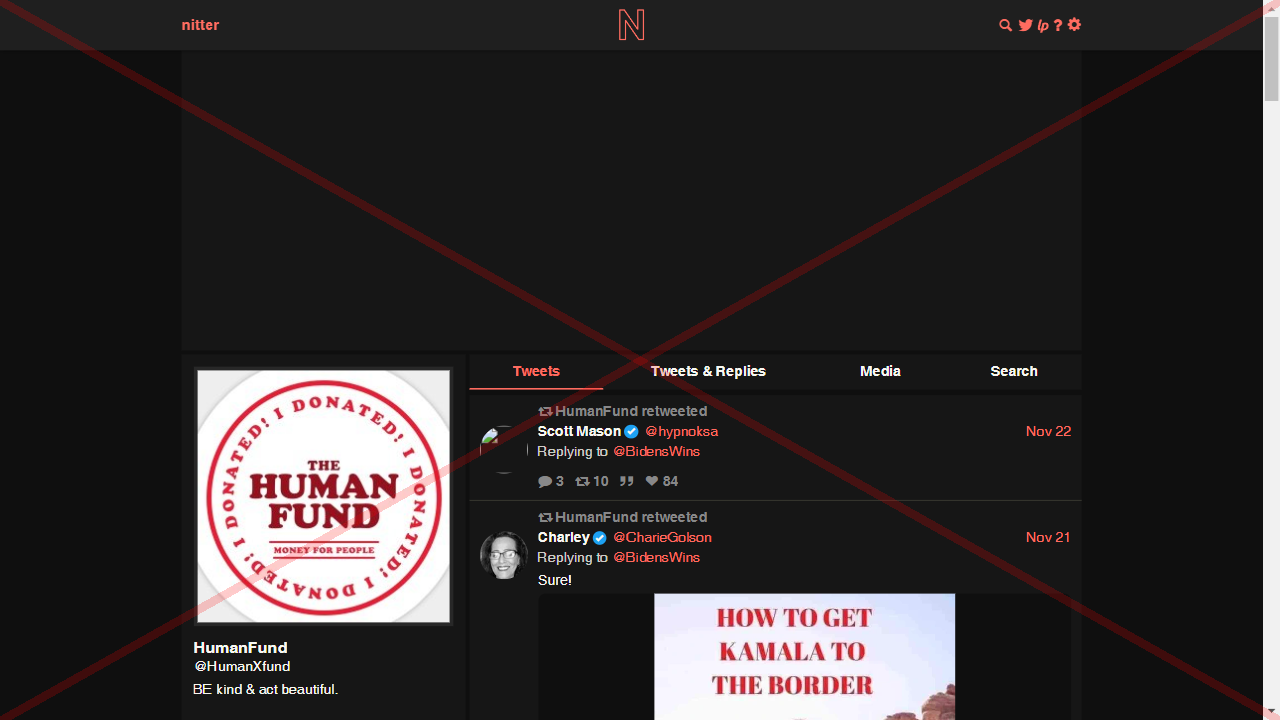 nitter
N
lp ?
Tweets
Tweets & Replies
Media
Search
HumanFund retweeted
Scott Mason @hypnoksa Nov 22
Replying to @BidensWins
3 10 84
HumanFund retweeted
Charley @CharieGolson Nov 21
Replying to @BidensWins
Sure!
HOW TO GET
KAMALA TO
THE BORDER
I DONATED! I DONATED! I DONATED! I DONATED!
THE
HUMAN
FUND
MONEY FOR PEOPLE
HumanFund
@HumanXfund
BE kind & act beautiful.